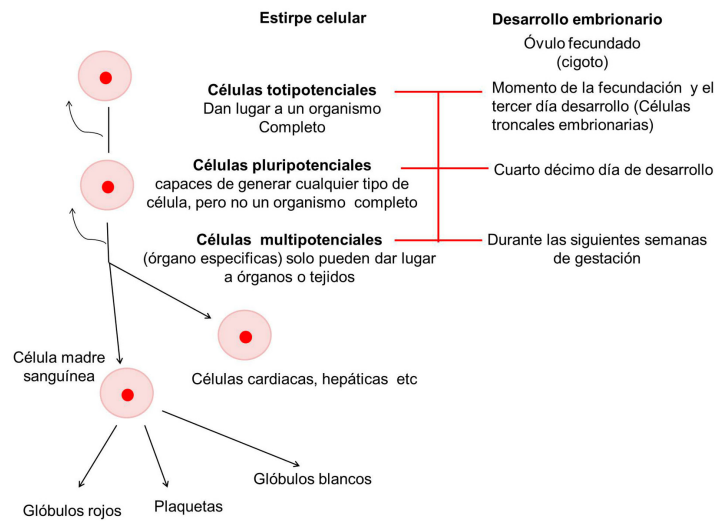 Estirpe celular
Desarrollo embrionario
Óvulo fecundado
(cigoto)
Células totipotenciales
Dan lugar a un organismo
Completo
Momento de la fecundación y el
tercer día desarrollo (Células
troncales embrionarias)
Células pluripotenciales
capaces de generar cualquier tipo de
célula, pero no un organismo completo
Cuarto décimo día de desarrollo
Células multipotenciales
(órgano especificas) solo pueden dar lugar
a órganos o tejidos
Durante las siguientes semanas
de gestación
Célula madre
sanguínea
Células cardiacas, hepáticas etc
Glóbulos rojos
Plaquetas
Glóbulos blancos